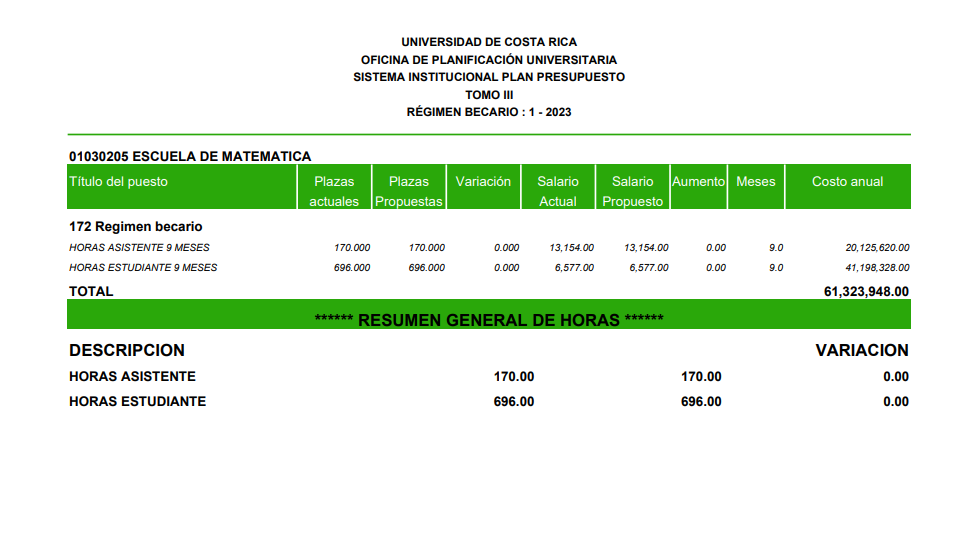 UNIVERSIDAD DE COSTA RICA
OFICINA DE PLANIFICACIÓN UNIVERSITARIA
SISTEMA INSTITUCIONAL PLAN PRESUPUESTO
TOMO III
RÉGIMEN BECARIO : 1 - 2023
01030205 ESCUELA DE MATEMATICA
Título del puesto Plazas actuales Plazas Propuestas Variación Salario Actual Salario Propuesto Aumento Meses Costo anual
172 Regimen becario
HORAS ASISTENTE 9 MESES 170.000 170.000 0.000 13,154.00 13,154.00 0.00 9.0 20,125,620.00
HORAS ESTUDIANTE 9 MESES 696.000 696.000 0.000 6,577.00 6,577.00 0.00 9.0 41,198,328.00
TOTAL 61,323,948.00
****** RESUMEN GENERAL DE HORAS ******
DESCRIPCION VARIACION
HORAS ASISTENTE 170.00 170.00 0.00
HORAS ESTUDIANTE 696.00 696.00 0.00